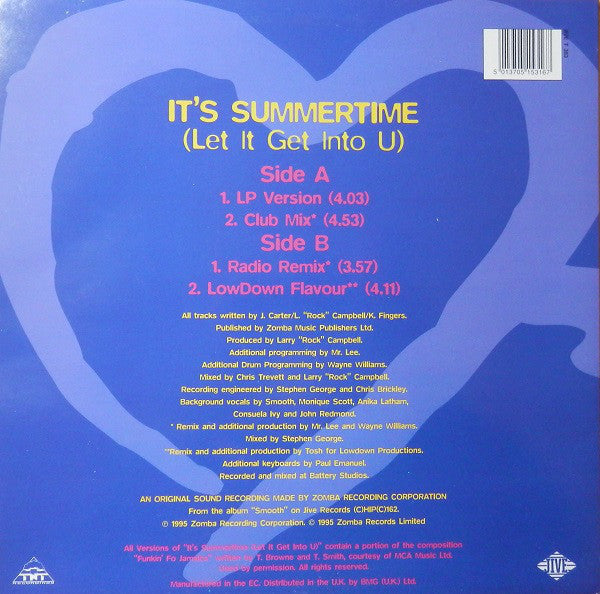 JIVE T 383
5 013705 153167
IT'S SUMMERTIME
(Let It Get Into U)
Side A
1. LP Version (4.03)
2. Club Mix* (4.53)
Side B
1. Radio Remix* (3.57)
2. LowDown Flavour** (4.11)
All tracks written by J. Carter/L. "Rock" Campbell/K. Fingers.
Published by Zomba Music Publishers Ltd.
Produced by Larry "Rock" Campbell.
Additional programming by Mr. Lee.
Additional Drum Programming by Wayne Williams.
Mixed by Chris Trevett and Larry "Rock" Campbell.
Recording engineered by Stephen George and Chris Brickley.
Background vocals by Smooth, Monique Scott, Anika Latham,
Consuela Ivy and John Redmond.
* Remix and additional production by Mr. Lee and Wayne Williams.
Mixed by Stephen George.
**Remix and additional production by Tosh for Lowdown Productions.
Additional keyboards by Paul Emanuel.
Recorded and mixed at Battery Studios.
AN ORIGINAL SOUND RECORDING MADE BY ZOMBA RECORDING CORPORATION
From the album "Smooth" on Jive Records (C)HIP(C)162.
℗ 1995 Zomba Recording Corporation. © 1995 Zomba Records Limited
All Versions of "It's Summertime (Let It Get Into U)" contain a portion of the composition
"Funkin' Fo Jamaica" written by T. Browne and T. Smith, courtesy of MCA Music Ltd.
Used by permission. All rights reserved.
Manufactured in the EC. Distributed in the U.K. by BMG (U.K.) Ltd.
TNT
RECORDINGS
JIVE